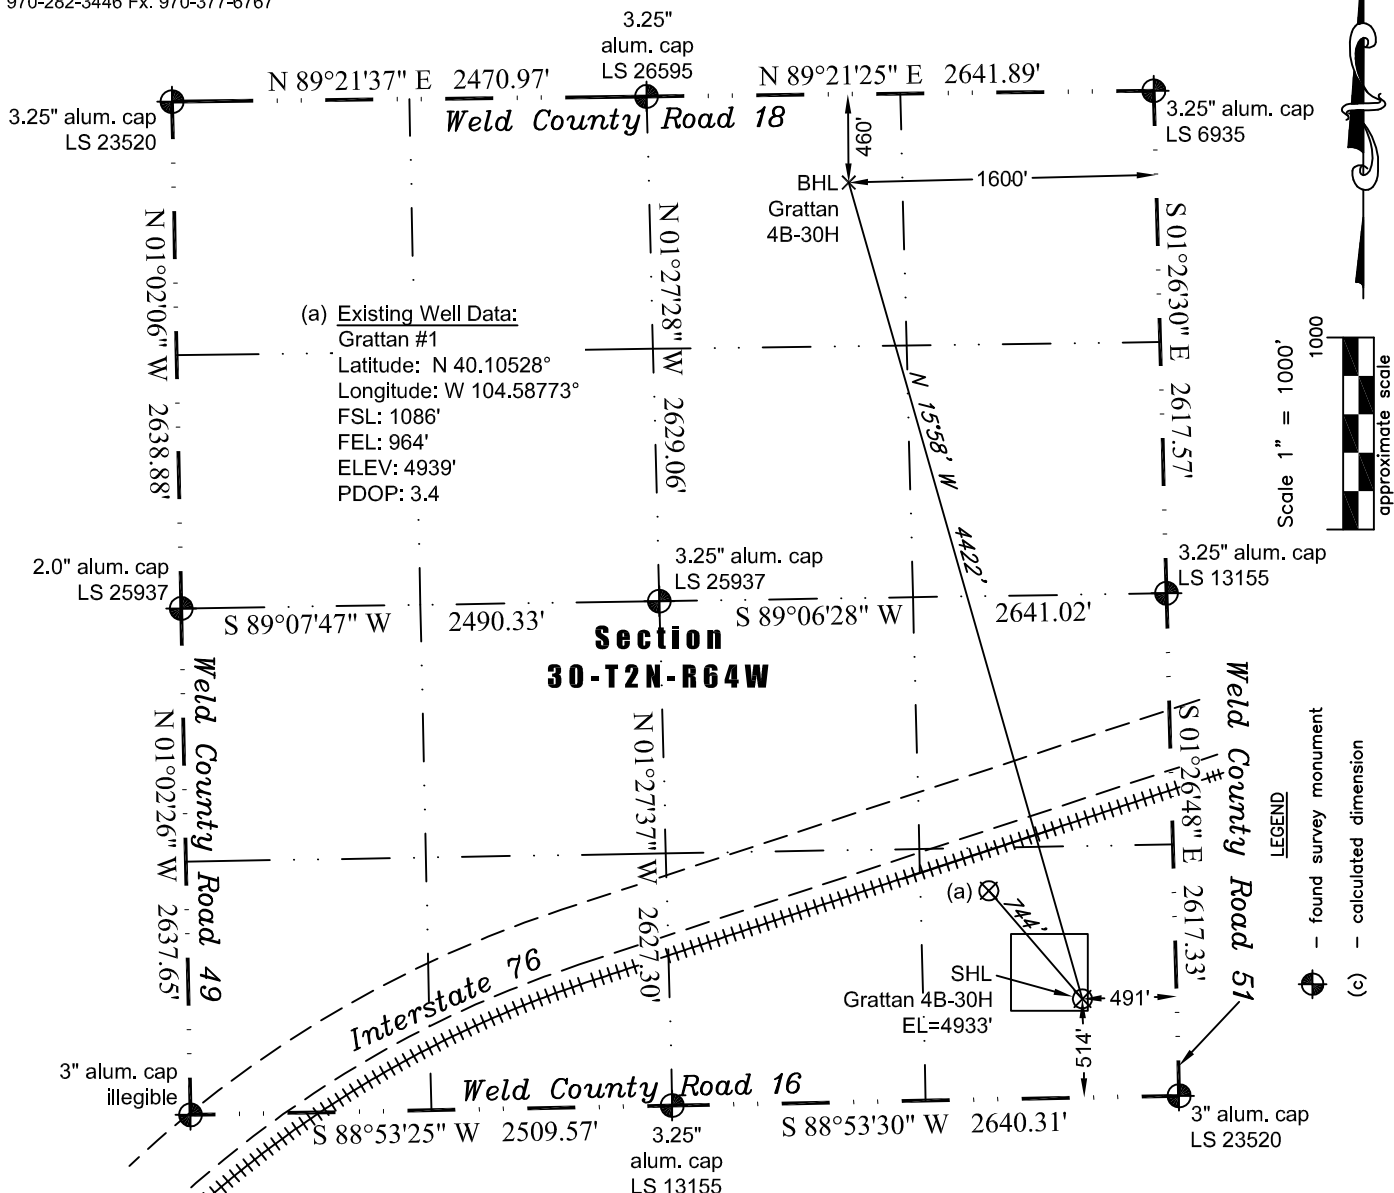 970-282-3446 Fx. 970-377-6767
3.25"
alum. cap
LS 26595
N 89°21'37" E 2470.97'
N 89°21'25" E 2641.89'
3.25" alum. cap
LS 23520
Weld County Road 18
3.25" alum. cap
LS 6935
460'
1600'
BHL
Grattan
4B-30H
N 01°02'06" W 2638.88'
N 01°27'28" W 2629.06'
S 01°26'30" E 2617.57'
(a) Existing Well Data:
Grattan #1
Latitude: N 40.10528°
Longitude: W 104.58773°
FSL: 1086'
FEL: 964'
ELEV: 4939'
PDOP: 3.4
N 15°58' W 4422'
Scale 1" = 1000'
1000
approximate scale
2.0" alum. cap
LS 25937
3.25" alum. cap
LS 25937
3.25" alum. cap
LS 13155
S 89°07'47" W 2490.33'
S 89°06'28" W 2641.02'
Section
30-T2N-R64W
Weld County Road 49
N 01°02'26" W 2637.65'
N 01°27'37" W 2627.30'
S 01°26'48" E 2617.33'
Weld County Road 51
LEGEND
- found survey monument
(c) - calculated dimension
(a)
744'
SHL
Grattan 4B-30H
EL=4933'
491'
514'
Interstate 76
3" alum. cap
illegible
Weld County Road 16
S 88°53'25" W 2509.57'
S 88°53'30" W 2640.31'
3.25"
alum. cap
LS 13155
3" alum. cap
LS 23520